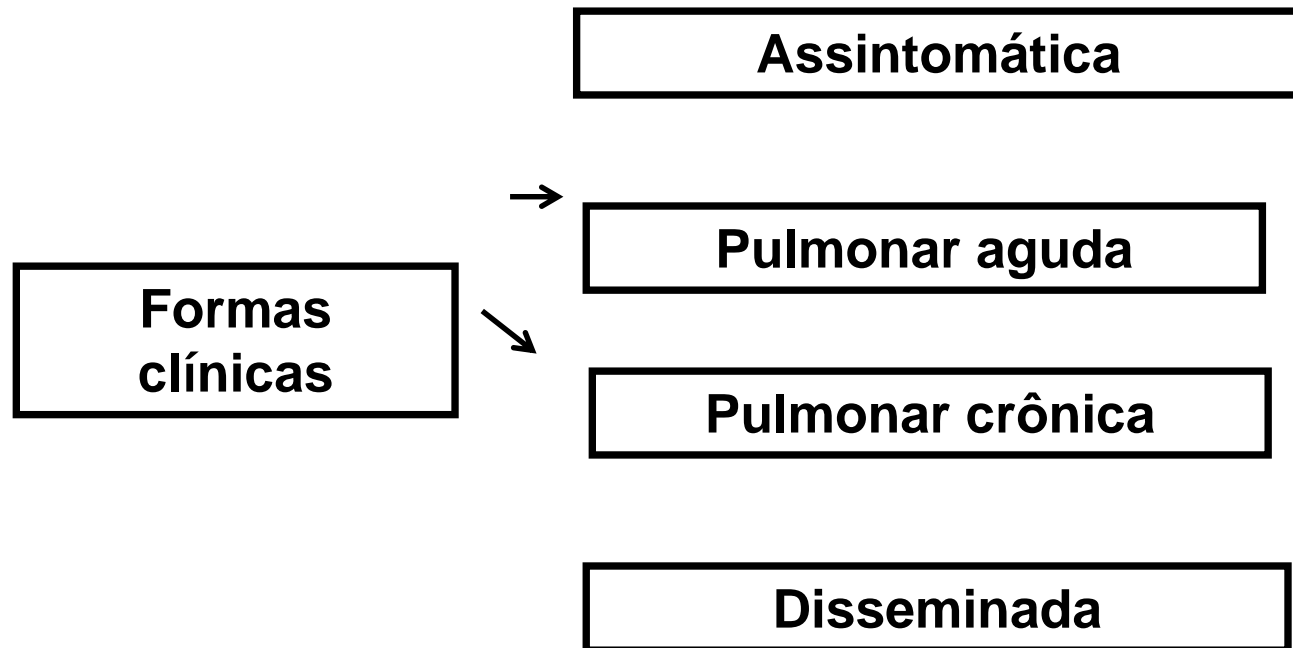 Assintomática
Pulmonar aguda
Formas
clínicas
Pulmonar crônica
Disseminada